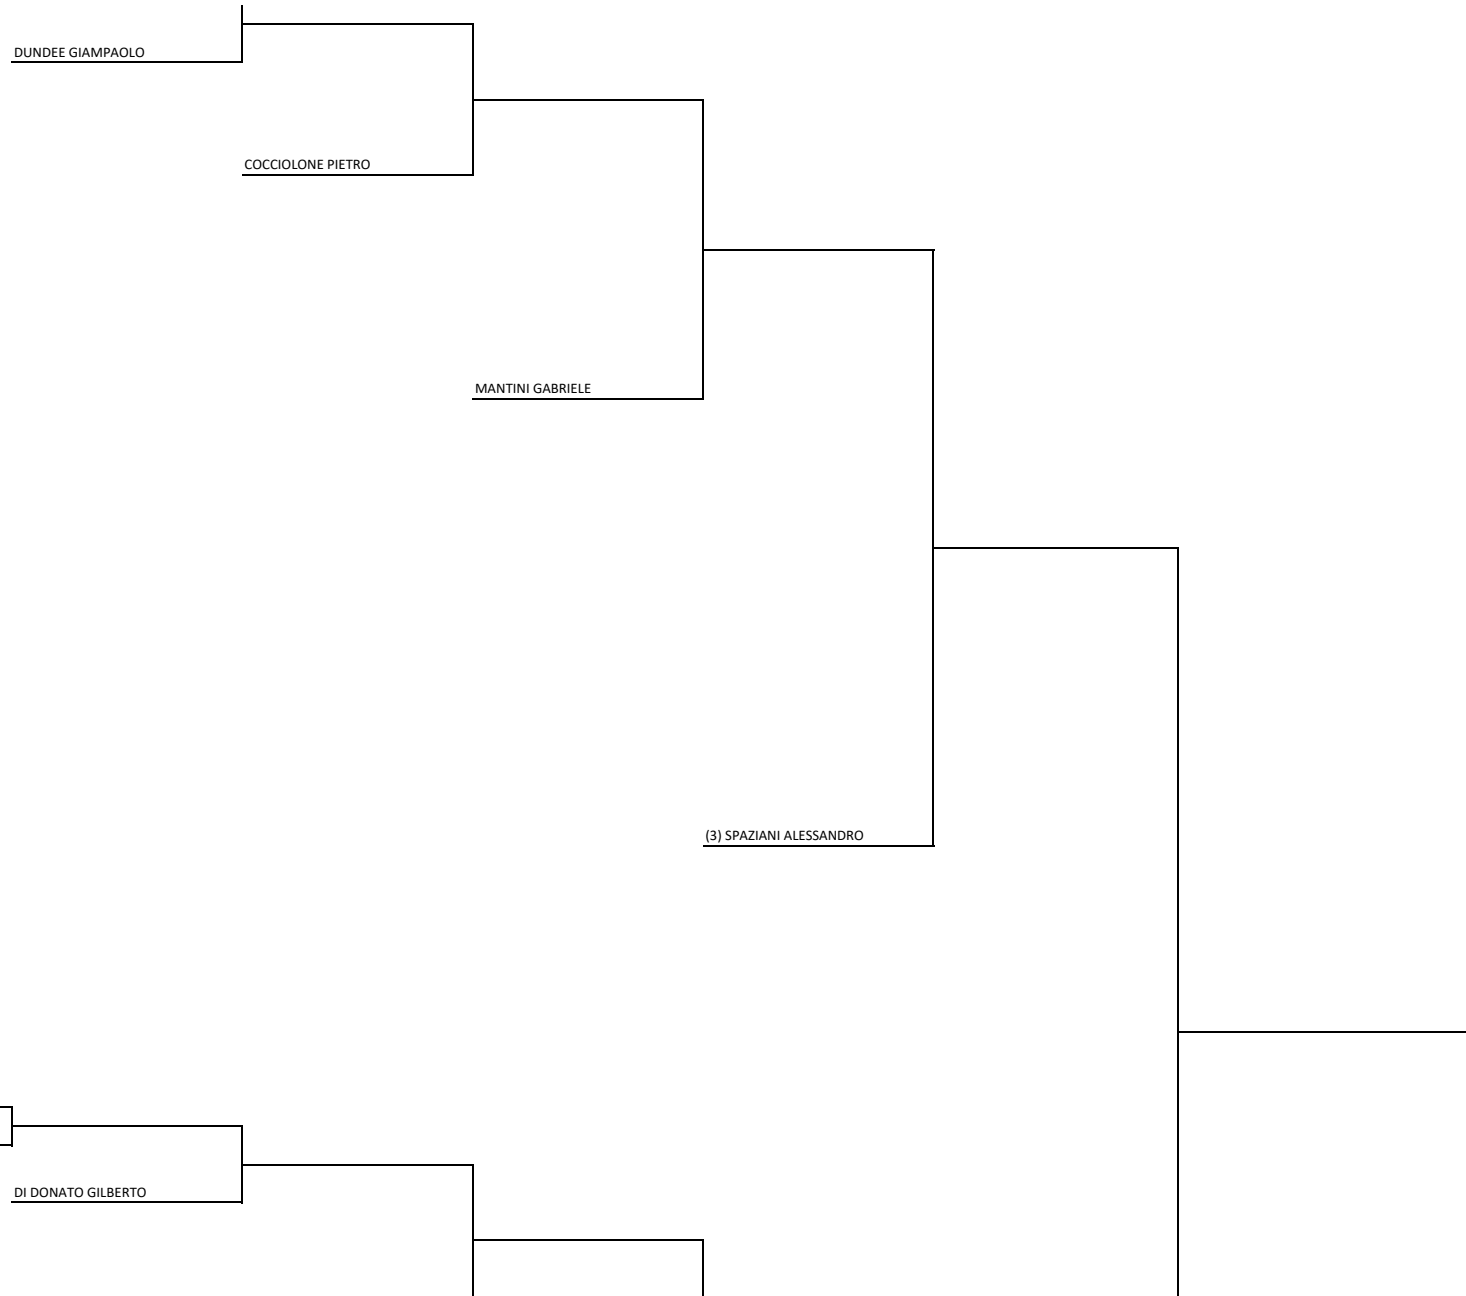 DUNDEE GIAMPAOLO
COCCIOLONE PIETRO
MANTINI GABRIELE
(3) SPAZIANI ALESSANDRO
DI DONATO GILBERTO